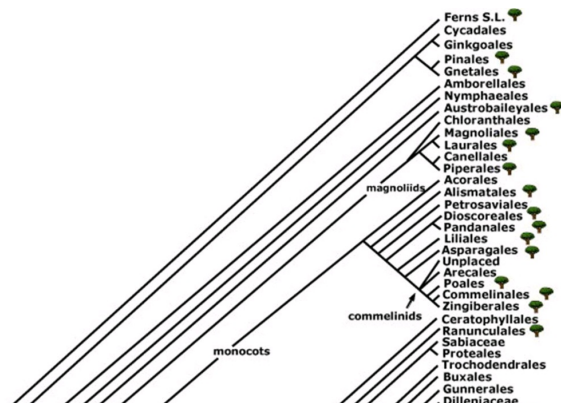 Ferns S.L.
Cycadales
Ginkgoales
Pinales
Gnetales
Amborellales
Nymphaeales
Austrobaileyales
Chloranthales
Magnoliales
Laurales
Canellales
Piperales
magnoliids
Acorales
Alismatales
Petrosaviales
Dioscoreales
Pandanales
Liliales
Asparagales
Unplaced
Arecales
Poales
Commelinales
Zingiberales
commelinids
Ceratophyllales
Ranunculales
Sabiaceae
monocots
Proteales
Trochodendrales
Buxales
Gunnerales
Dilleniaceae